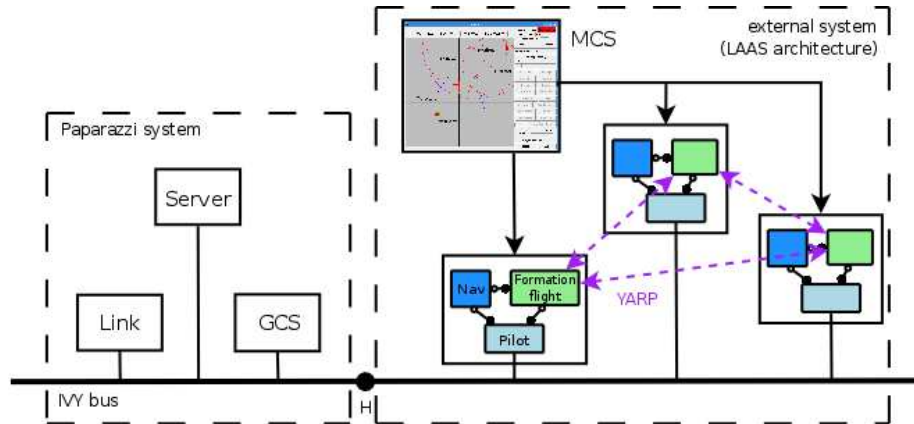 MCS
external system
(LAAS architecture)
Paparazzi system
Server
Link
GCS
Nav
Formation
flight
Pilot
YARP
IVY bus
H